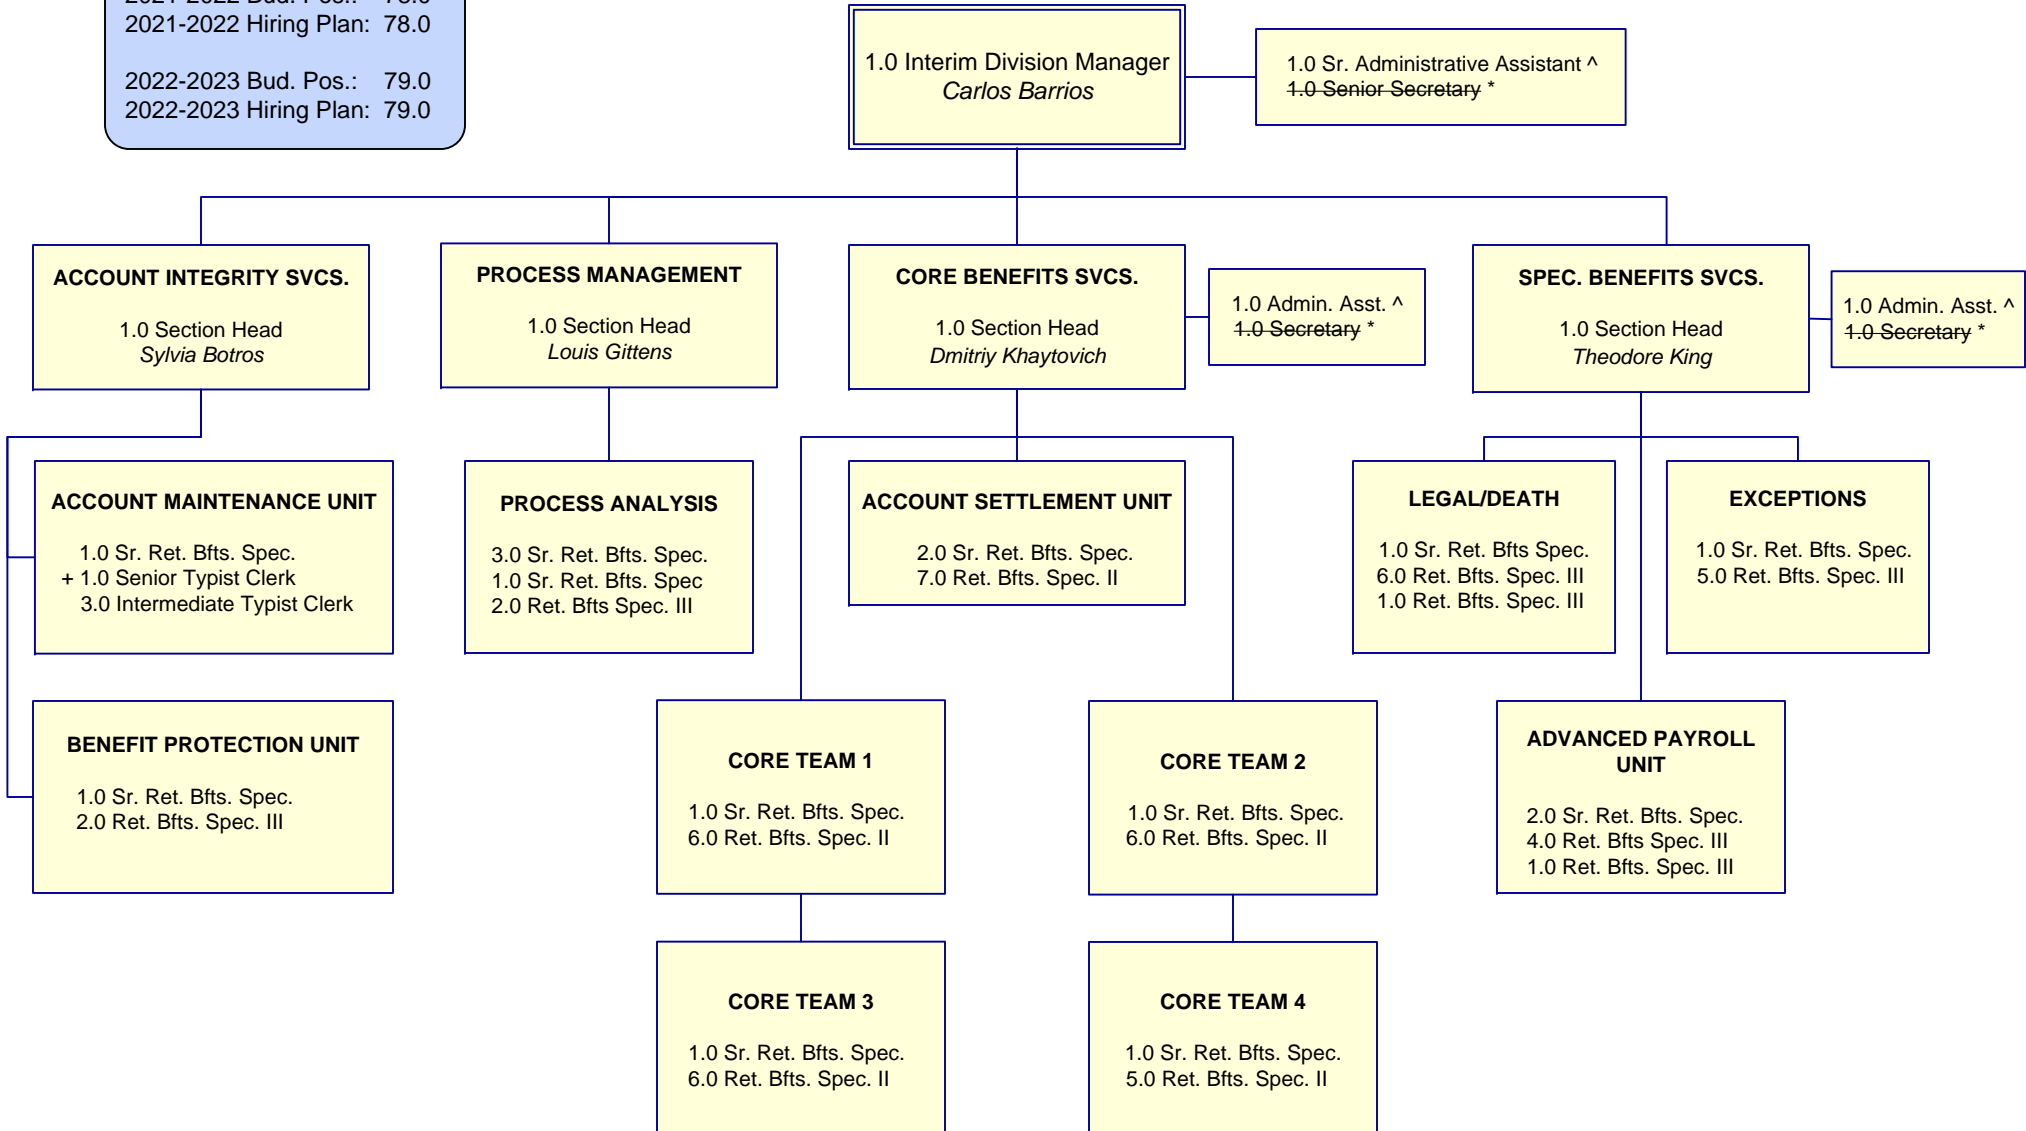 2021-2022 Hiring Plan: 78.0
2022-2023 Bud. Pos.: 79.0
2022-2023 Hiring Plan: 79.0
1.0 Interim Division Manager
Carlos Barrios
1.0 Sr. Administrative Assistant ^
1.0 Senior Secretary *
ACCOUNT INTEGRITY SVCS.
1.0 Section Head
Sylvia Botros
PROCESS MANAGEMENT
1.0 Section Head
Louis Gittens
CORE BENEFITS SVCS.
1.0 Section Head
Dmitriy Khaytovich
1.0 Admin. Asst. ^
1.0 Secretary *
SPEC. BENEFITS SVCS.
1.0 Section Head
Theodore King
1.0 Admin. Asst. ^
1.0 Secretary *
ACCOUNT MAINTENANCE UNIT
1.0 Sr. Ret. Bfts. Spec.
+ 1.0 Senior Typist Clerk
3.0 Intermediate Typist Clerk
PROCESS ANALYSIS
3.0 Sr. Ret. Bfts. Spec.
1.0 Sr. Ret. Bfts. Spec
2.0 Ret. Bfts Spec. III
ACCOUNT SETTLEMENT UNIT
2.0 Sr. Ret. Bfts. Spec.
7.0 Ret. Bfts. Spec. II
LEGAL/DEATH
1.0 Sr. Ret. Bfts Spec.
6.0 Ret. Bfts. Spec. III
1.0 Ret. Bfts. Spec. III
EXCEPTIONS
1.0 Sr. Ret. Bfts. Spec.
5.0 Ret. Bfts. Spec. III
BENEFIT PROTECTION UNIT
1.0 Sr. Ret. Bfts. Spec.
2.0 Ret. Bfts. Spec. III
CORE TEAM 1
1.0 Sr. Ret. Bfts. Spec.
6.0 Ret. Bfts. Spec. II
CORE TEAM 2
1.0 Sr. Ret. Bfts. Spec.
6.0 Ret. Bfts. Spec. II
ADVANCED PAYROLL
UNIT
2.0 Sr. Ret. Bfts. Spec.
4.0 Ret. Bfts Spec. III
1.0 Ret. Bfts. Spec. III
CORE TEAM 3
1.0 Sr. Ret. Bfts. Spec.
6.0 Ret. Bfts. Spec. II
CORE TEAM 4
1.0 Sr. Ret. Bfts. Spec.
5.0 Ret. Bfts. Spec. II